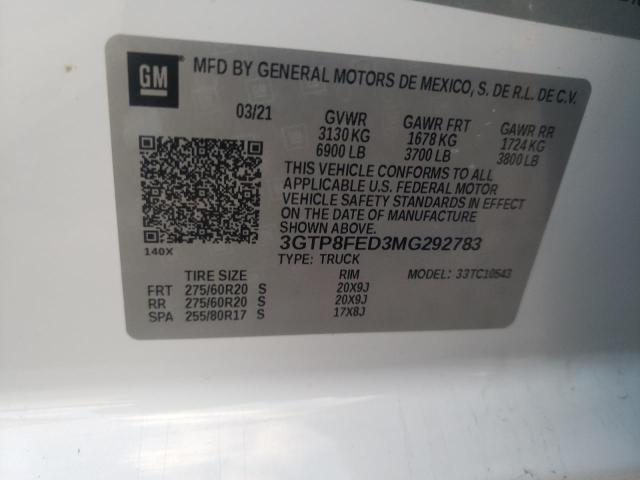 GM
MFD BY GENERAL MOTORS DE MEXICO, S. DE R.L. DE C.V.
03/21 GVWR GAWR FRT GAWR RR
3130 KG 1678 KG 1724 KG
6900 LB 3700 LB 3800 LB
THIS VEHICLE CONFORMS TO ALL
APPLICABLE U.S. FEDERAL MOTOR
VEHICLE SAFETY STANDARDS IN EFFECT
ON THE DATE OF MANUFACTURE
SHOWN ABOVE.
3GTP8FED3MG292783
140X TYPE: TRUCK
TIRE SIZE RIM MODEL: 33TC10543
FRT 275/60R20 S 20X9J
RR 275/60R20 S 20X9J
SPA 255/80R17 S 17X8J